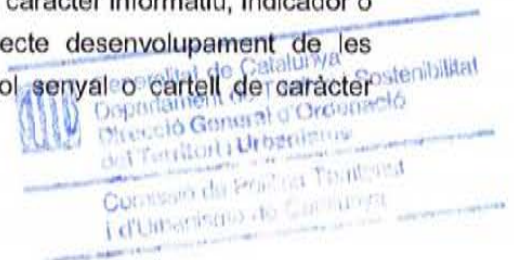 caràcter informatiu, indicador o
ecte desenvolupament de les
ol senyal o cartell de caràcter
Generalitat de Catalunya
Departament de Sostenibilitat
Direcció General d'Ordenació
del Territori i Urbanisme
Comissió de Política Territorial
i d'Urbanisme de Catalunya